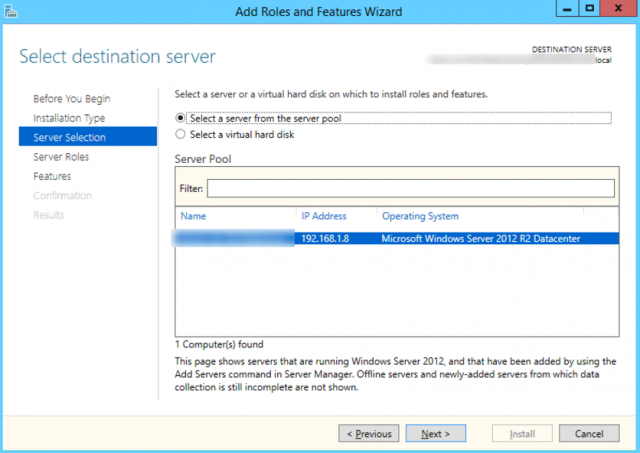 Add Roles and Features Wizard
Select destination server
DESTINATION SERVER
local
Before You Begin
Installation Type
Server Selection
Server Roles
Features
Confirmation
Results
Select a server or a virtual hard disk on which to install roles and features.
Select a server from the server pool
Select a virtual hard disk
Server Pool
Filter:
Name IP Address Operating System
192.168.1.8 Microsoft Windows Server 2012 R2 Datacenter
1 Computer(s) found
This page shows servers that are running Windows Server 2012, and that have been added by using the
Add Servers command in Server Manager. Offline servers and newly-added servers from which data
collection is still incomplete are not shown.
< Previous Next > Install Cancel